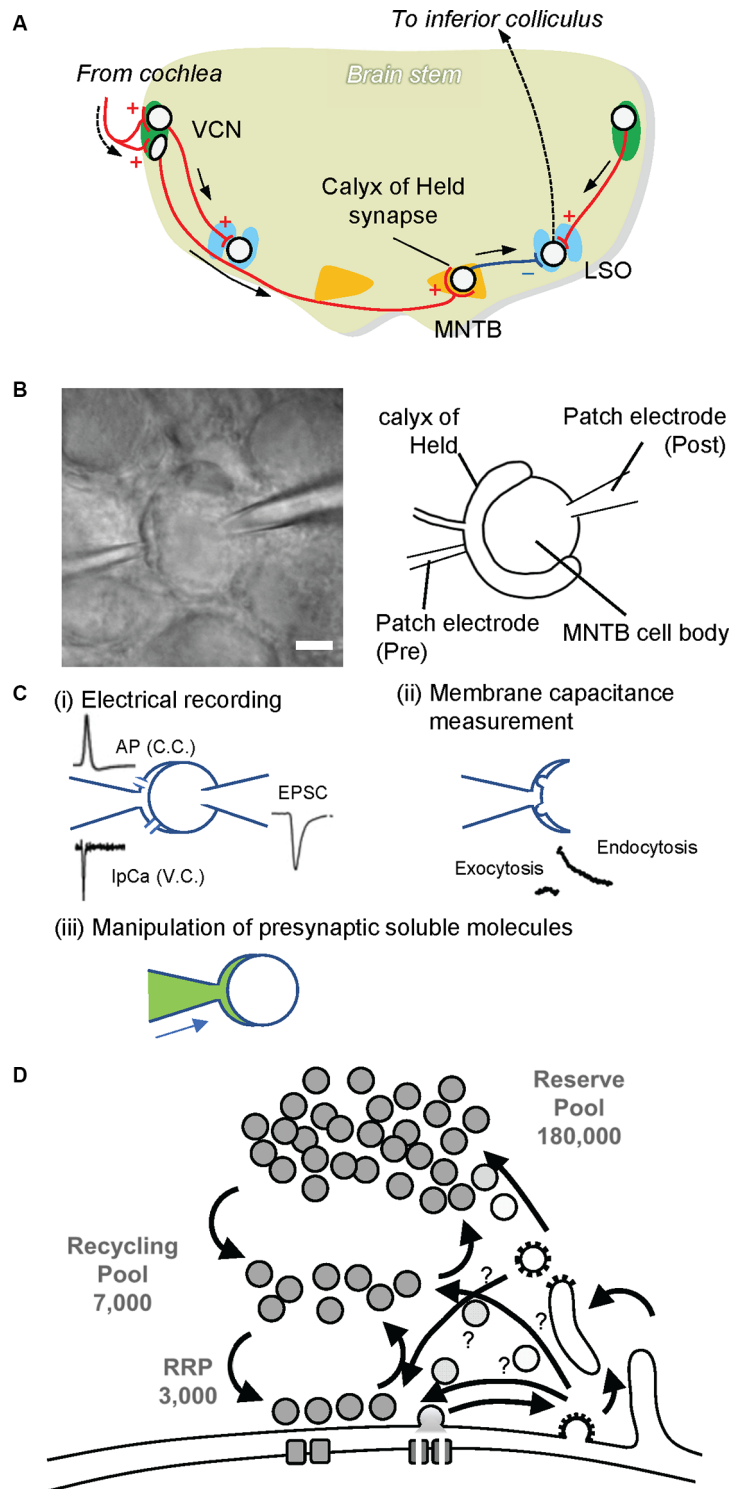 A
To inferior colliculus
From cochlea
Brain stem
+
VCN
+
+
Calyx of Held
synapse
+
LSO
+
−
MNTB
B
calyx of
Held
Patch electrode
(Post)
Patch electrode
(Pre)
MNTB cell body
C
(i) Electrical recording
(ii) Membrane capacitance
measurement
AP (C.C.)
EPSC
IpCa (V.C.)
Exocytosis
Endocytosis
(iii) Manipulation of presynaptic soluble molecules
D
Reserve
Pool
180,000
Recycling
Pool
7,000
?
?
?
?
RRP
3,000